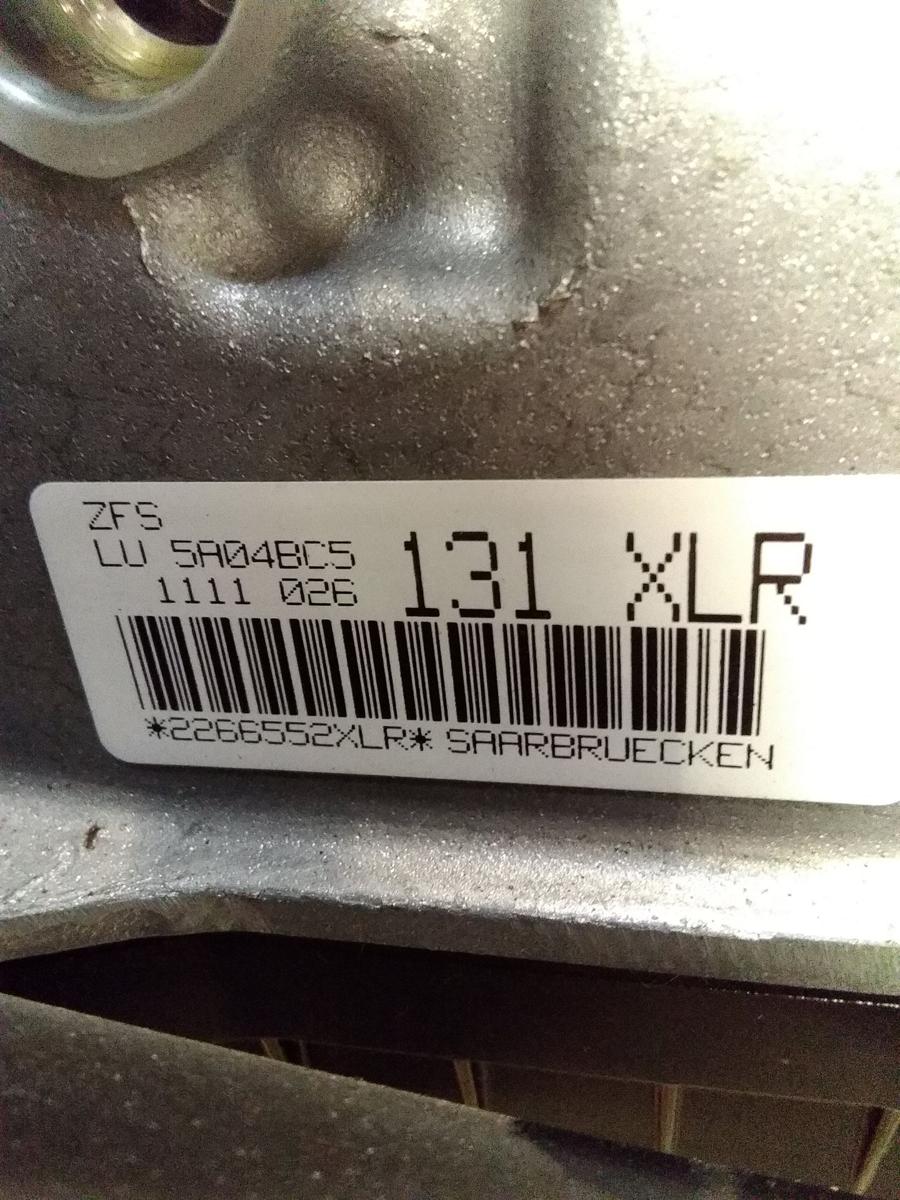 ZFS
LU 5A04BC5
1111 026
131 XLR
*2266552XLR* SAARBRUECKEN